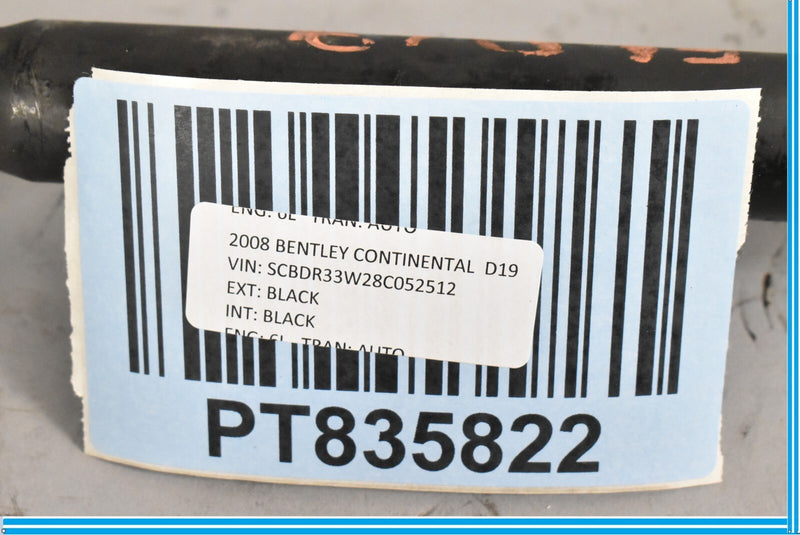 ENG: 6L TRAN: AUTO
2008 BENTLEY CONTINENTAL D19
VIN: SCBDR33W28C052512
EXT: BLACK
INT: BLACK
ENG: 6L TRAN: AUTO
PT835822